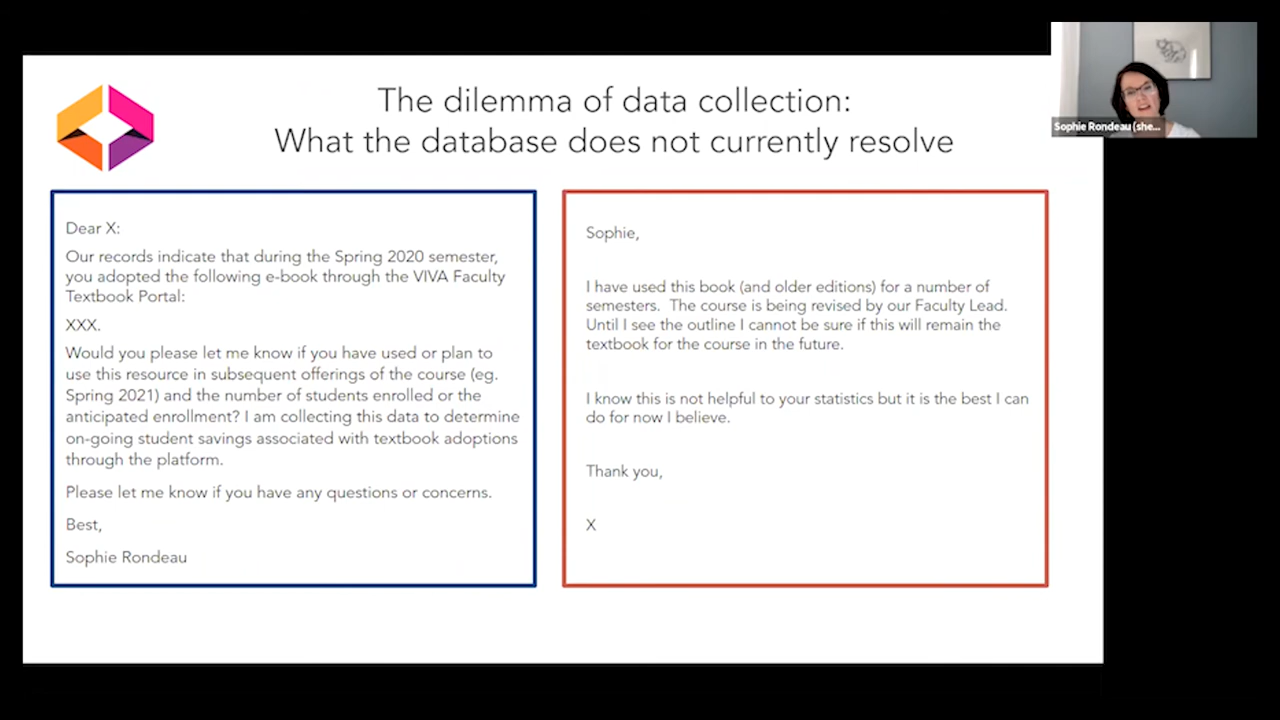 The dilemma of data collection:
What the database does not currently resolve
Dear X:
Our records indicate that during the Spring 2020 semester,
you adopted the following e-book through the VIVA Faculty
Textbook Portal:
XXX.
Would you please let me know if you have used or plan to
use this resource in subsequent offerings of the course (eg.
Spring 2021) and the number of students enrolled or the
anticipated enrollment? I am collecting this data to determine
on-going student savings associated with textbook adoptions
through the platform.
Please let me know if you have any questions or concerns.
Best,
Sophie Rondeau
Sophie,
I have used this book (and older editions) for a number of
semesters.  The course is being revised by our Faculty Lead.
Until I see the outline I cannot be sure if this will remain the
textbook for the course in the future.
I know this is not helpful to your statistics but it is the best I can
do for now I believe.
Thank you,
X
Sophie Rondeau (she...